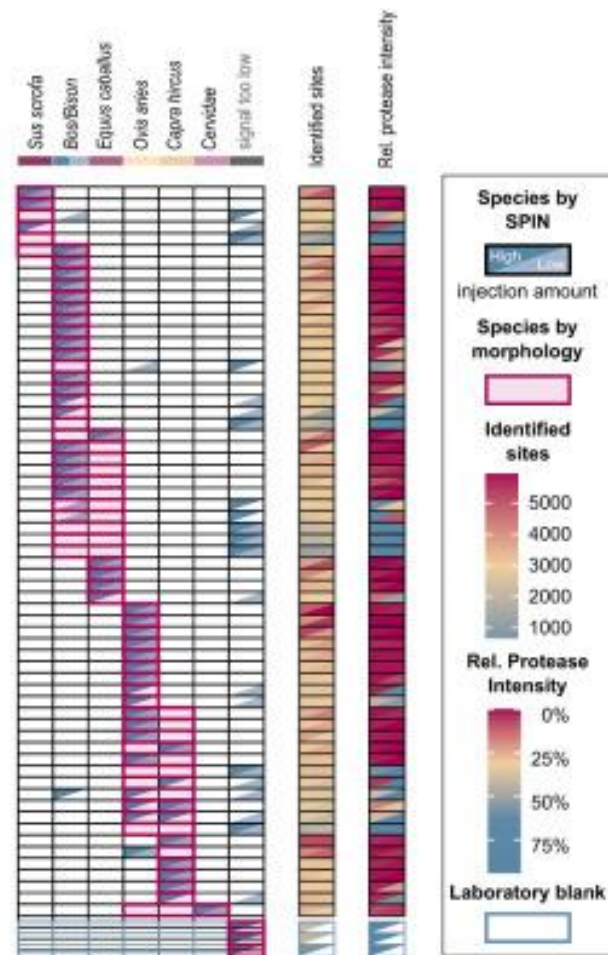 Sus scrofa
Bos/Bison
Equus caballus
Ovis aries
Capra hircus
Cervidae
signal too low
Identified sites
Rel. protease intensity
Species by
SPIN
High
Low
injection amount
Species by
morphology
Identified
sites
5000
4000
3000
2000
1000
Rel. Protease
Intensity
0%
25%
50%
75%
Laboratory blank